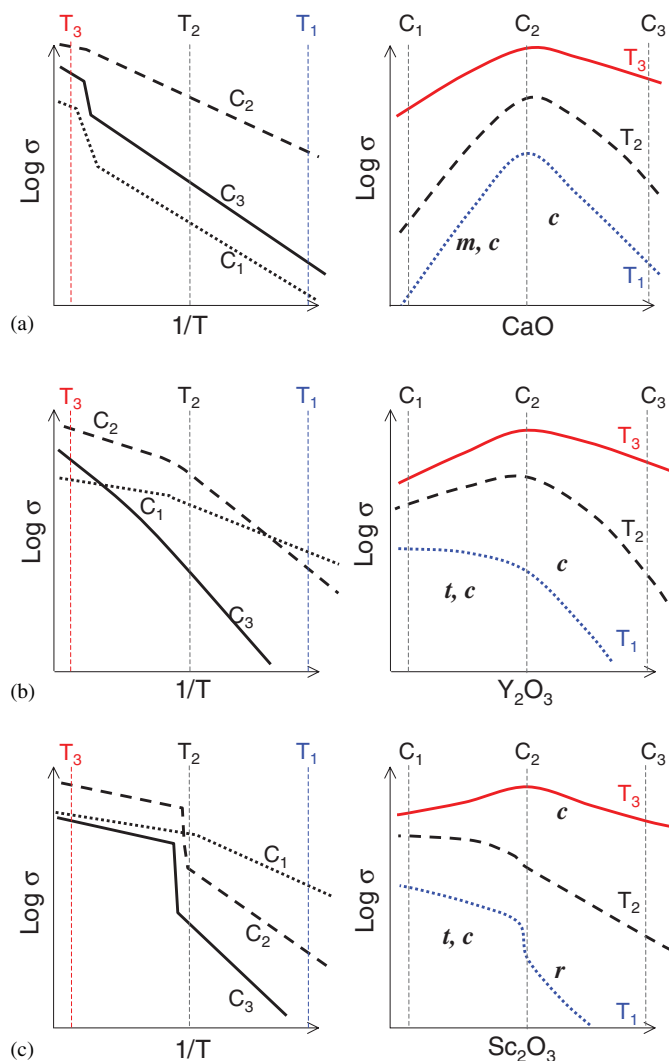 T₃ T₂ T₁ C₁ C₂ C₃
Log σ C₂ C₃ C₁ Log σ T₃ T₂ T₁ m, c c
(a) 1/T CaO
T₃ T₂ T₁ C₁ C₂ C₃
Log σ C₂ C₁ C₃ Log σ T₃ T₂ T₁ t, c c
(b) 1/T Y₂O₃
T₃ T₂ T₁ C₁ C₂ C₃
Log σ C₁ C₂ C₃ Log σ c T₃ T₂ T₁ t, c r
(c) 1/T Sc₂O₃